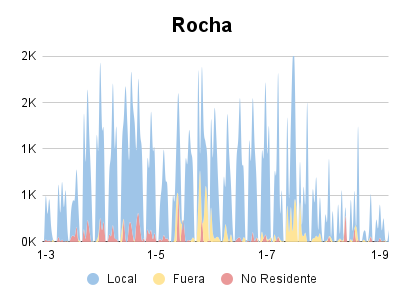 Rocha
2K
2K
1K
1K
0K
1-3 1-5 1-7 1-9
Local Fuera No Residente